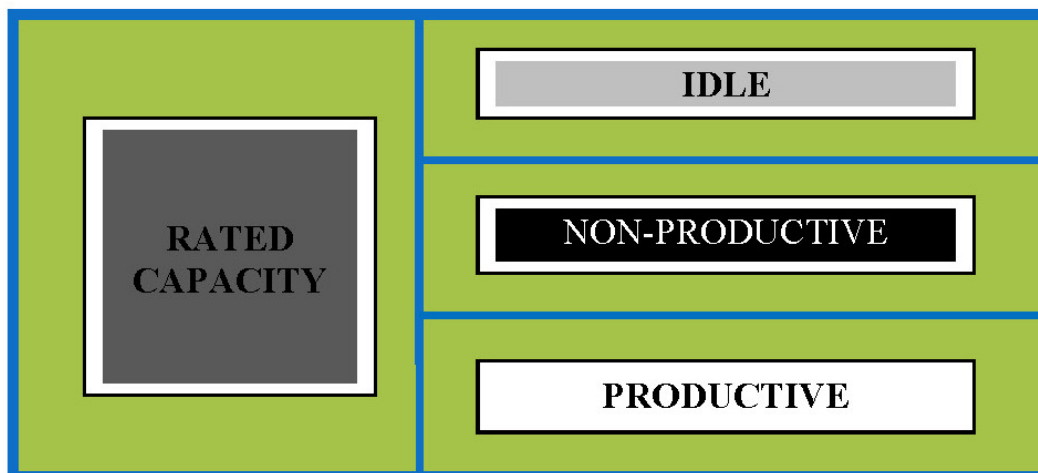 RATED
CAPACITY
IDLE
NON-PRODUCTIVE
PRODUCTIVE